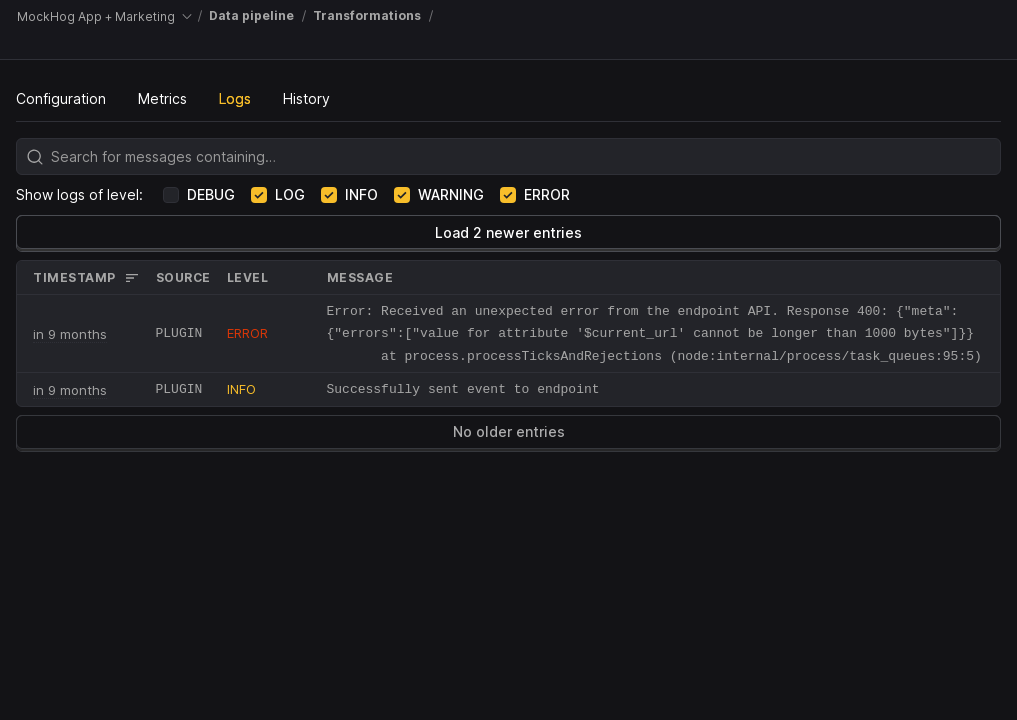 MockHog App + Marketing / Data pipeline / Transformations /
Configuration Metrics Logs History
Search for messages containing...
Show logs of level: DEBUG LOG INFO WARNING ERROR
Load 2 newer entries
TIMESTAMP SOURCE LEVEL MESSAGE
in 9 months PLUGIN ERROR Error: Received an unexpected error from the endpoint API. Response 400: {"meta":
{"errors":["value for attribute '$current_url' cannot be longer than 1000 bytes"]}}
at process.processTicksAndRejections (node:internal/process/task_queues:95:5)
in 9 months PLUGIN INFO Successfully sent event to endpoint
No older entries